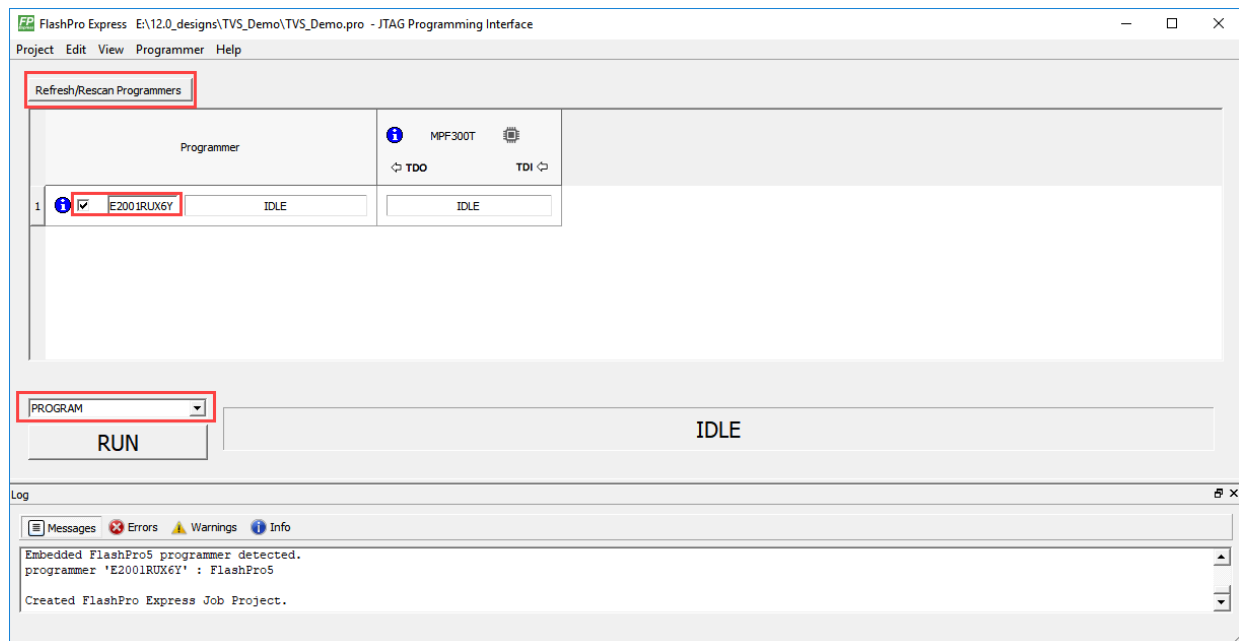 FP FlashPro Express E:\12.0_designs\TVS_Demo\TVS_Demo.pro - JTAG Programming Interface
Project Edit View Programmer Help
Refresh/Rescan Programmers
Programmer
MPF300T
TDO TDI
1 E2001RUX6Y IDLE IDLE
PROGRAM
RUN
IDLE
Log
Messages Errors Warnings Info
Embedded FlashPro5 programmer detected.
programmer 'E2001RUX6Y' : FlashPro5
Created FlashPro Express Job Project.